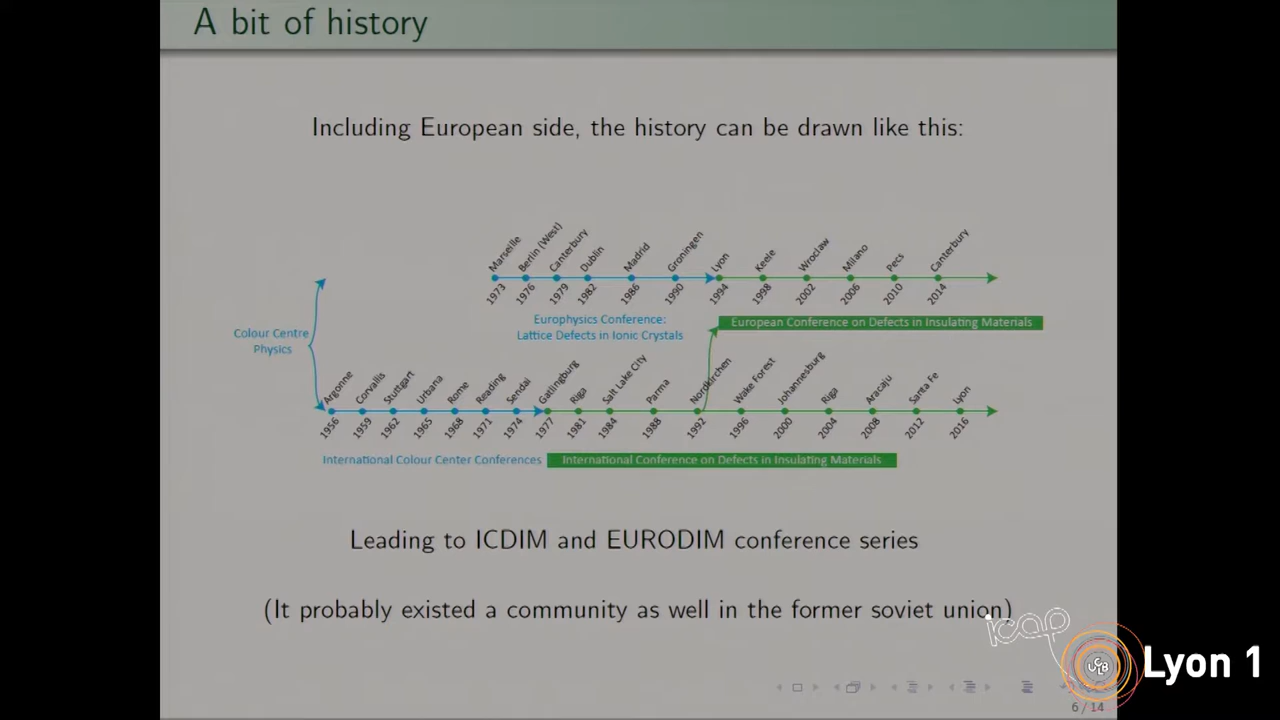 A bit of history
Including European side, the history can be drawn like this:
Marseille Berlin (West) Canterbury Dublin Madrid Groningen Lyon Keele Wroclaw Milano Pecs Canterbury
1973 1976 1979 1982 1986 1990 1994 1998 2002 2006 2010 2014
Europhysics Conference:
Lattice Defects in Ionic Crystals
European Conference on Defects in Insulating Materials
Colour Centre
Physics
Argonne Corvallis Stuttgart Urbana Rome Reading Sendai Gatlingburg Riga Salt Lake City Parma Nordkirchen Wake Forest Johannesburg Riga Aracaju Santa Fe Lyon
1956 1959 1962 1965 1968 1971 1974 1977 1981 1984 1988 1992 1996 2000 2004 2008 2012 2016
International Colour Center Conferences
International Conference on Defects in Insulating Materials
Leading to ICDIM and EURODIM conference series
(It probably existed a community as well in the former soviet union)
icap
UCBL
Lyon 1
6 / 14